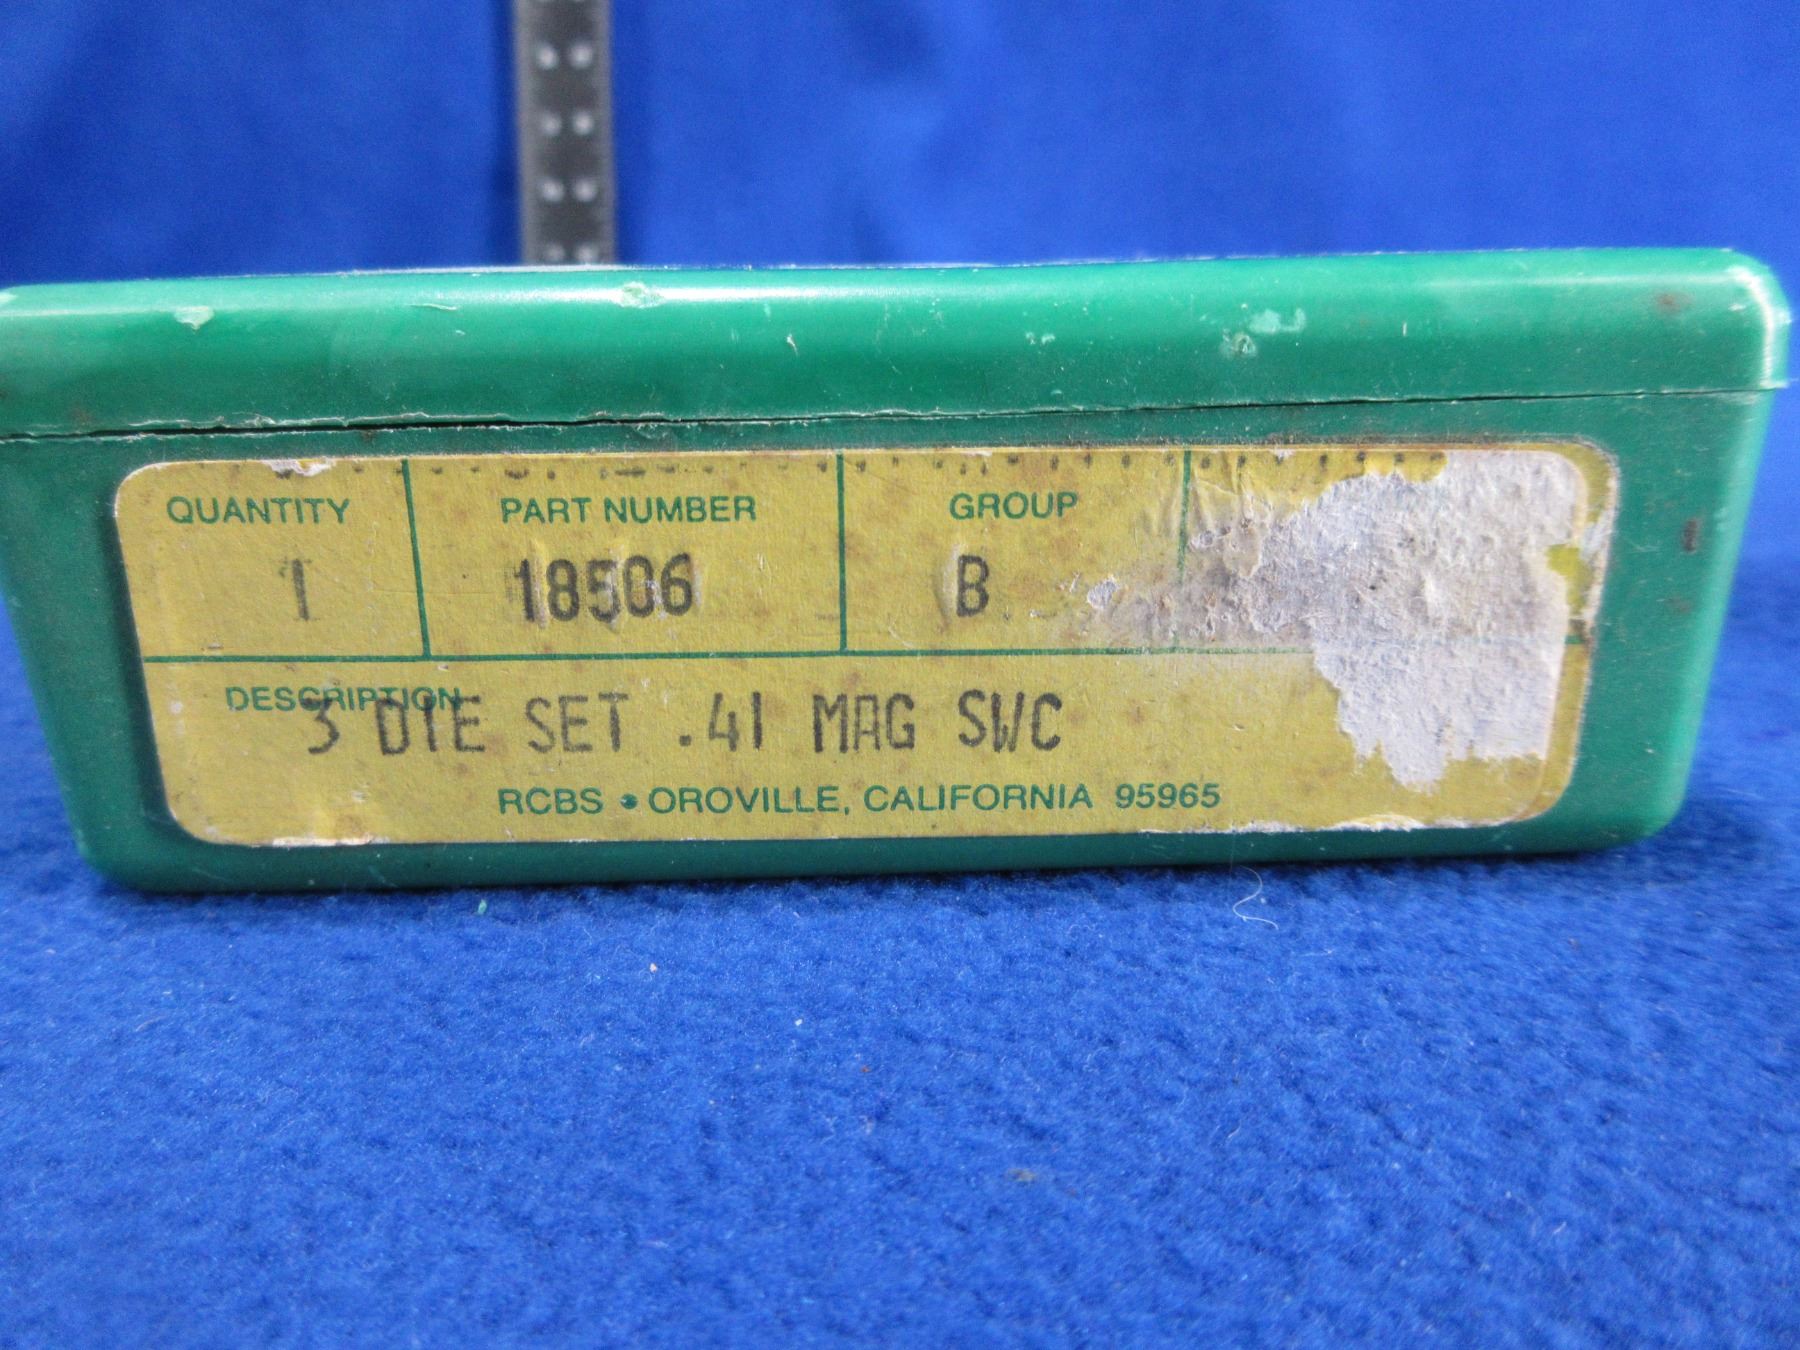 QUANTITY PART NUMBER GROUP
1 18506 B
DESCRIPTION
3 DIE SET .41 MAG SWC
RCBS • OROVILLE, CALIFORNIA 95965